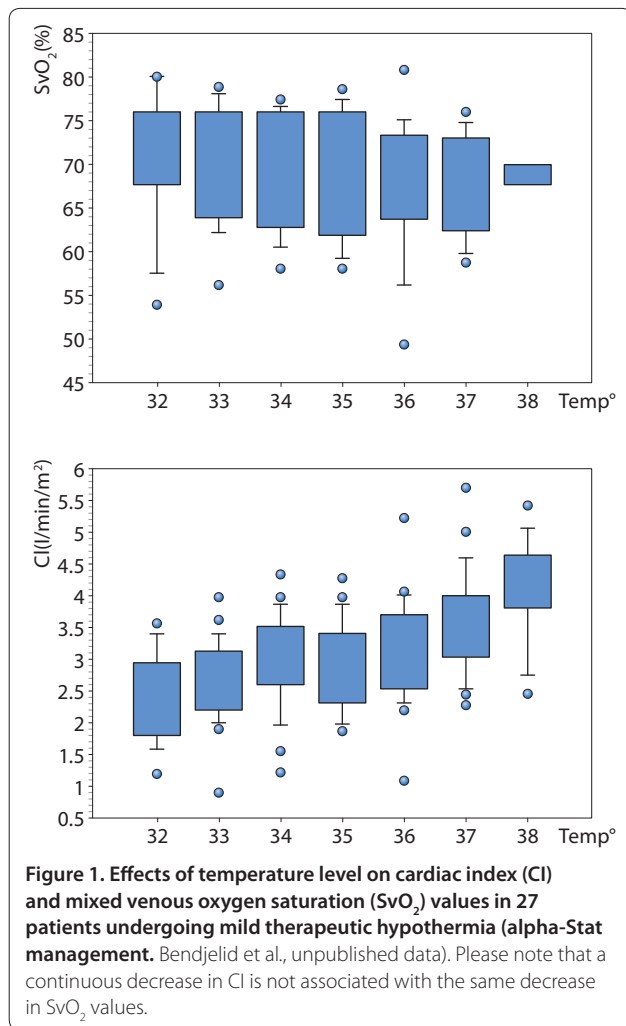 SvO₂(%)
85
80
75
70
65
60
55
50
45
32 33 34 35 36 37 38 Temp°
CI(l/min/m²)
6
5.5
5
4.5
4
3.5
3
2.5
2
1.5
1
0.5
32 33 34 35 36 37 38 Temp°
Figure 1. Effects of temperature level on cardiac index (CI)
and mixed venous oxygen saturation (SvO₂) values in 27
patients undergoing mild therapeutic hypothermia (alpha-Stat
management. Bendjelid et al., unpublished data). Please note that a
continuous decrease in CI is not associated with the same decrease
in SvO₂ values.